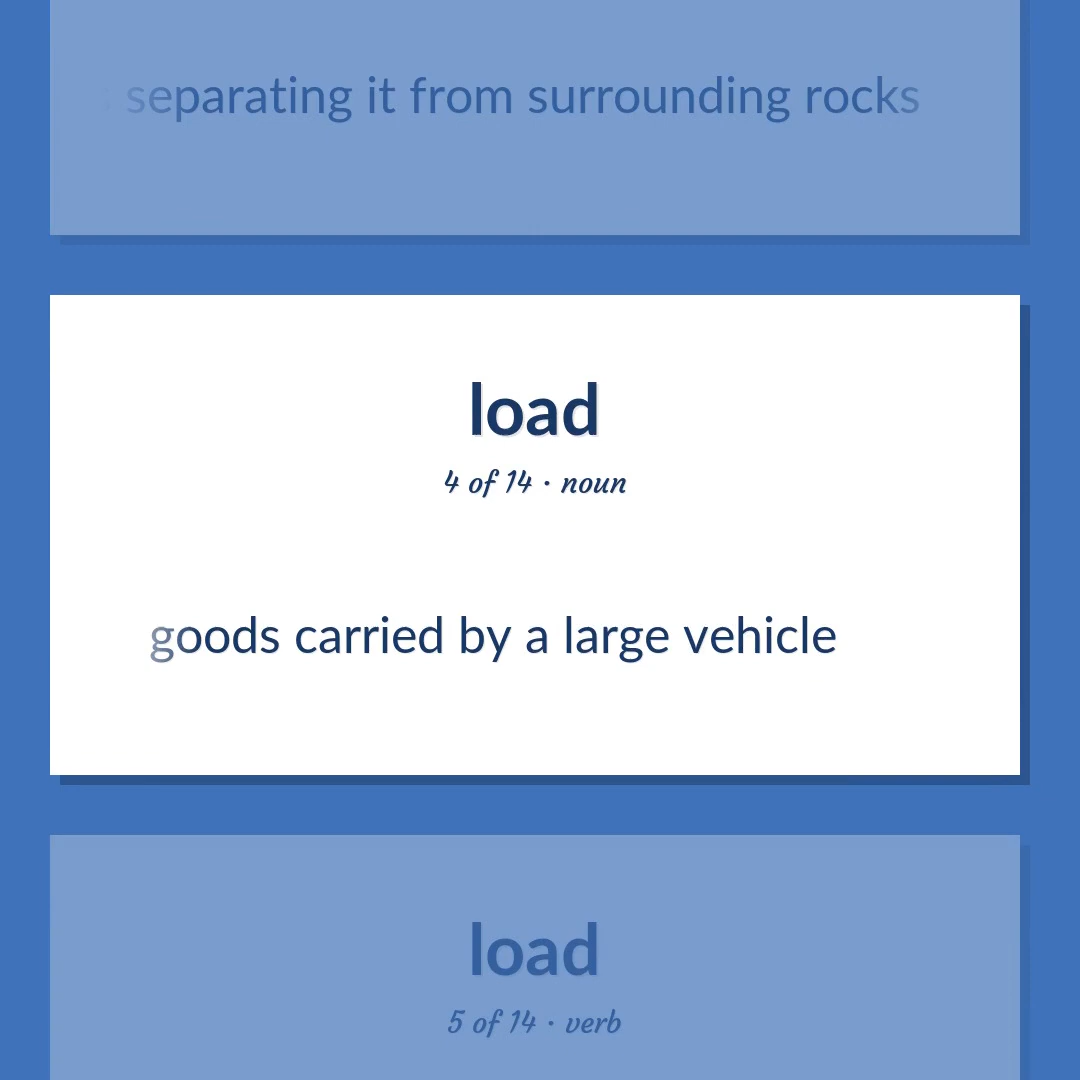 separating it from surrounding rocks
load
4 of 14 · noun
goods carried by a large vehicle
load
5 of 14 · verb